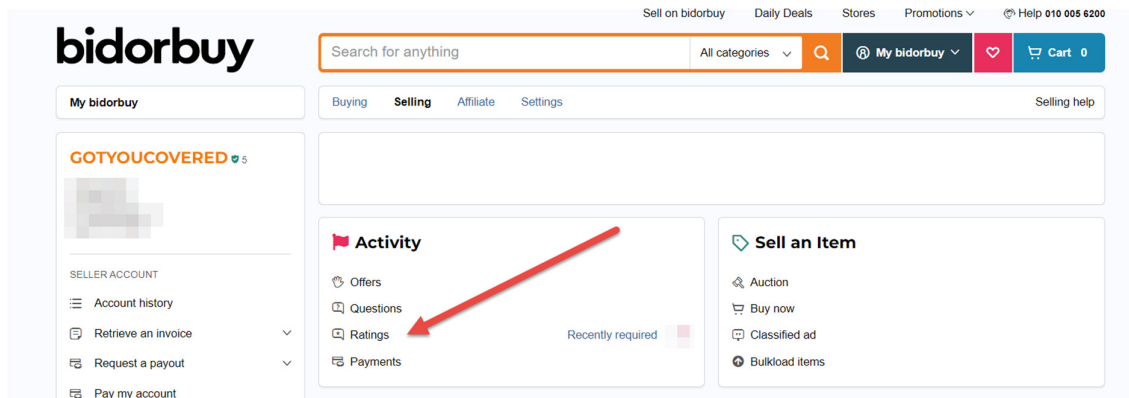 Sell on bidorbuy Daily Deals Stores Promotions Help 010 005 6200
bidorbuy
Search for anything All categories My bidorbuy Cart 0
My bidorbuy
Buying Selling Affiliate Settings Selling help
GOTYOUCOVERED 5
SELLER ACCOUNT
Account history
Retrieve an invoice
Request a payout
Pay my account
Activity
Offers
Questions
Ratings Recently required
Payments
Sell an Item
Auction
Buy now
Classified ad
Bulkload items